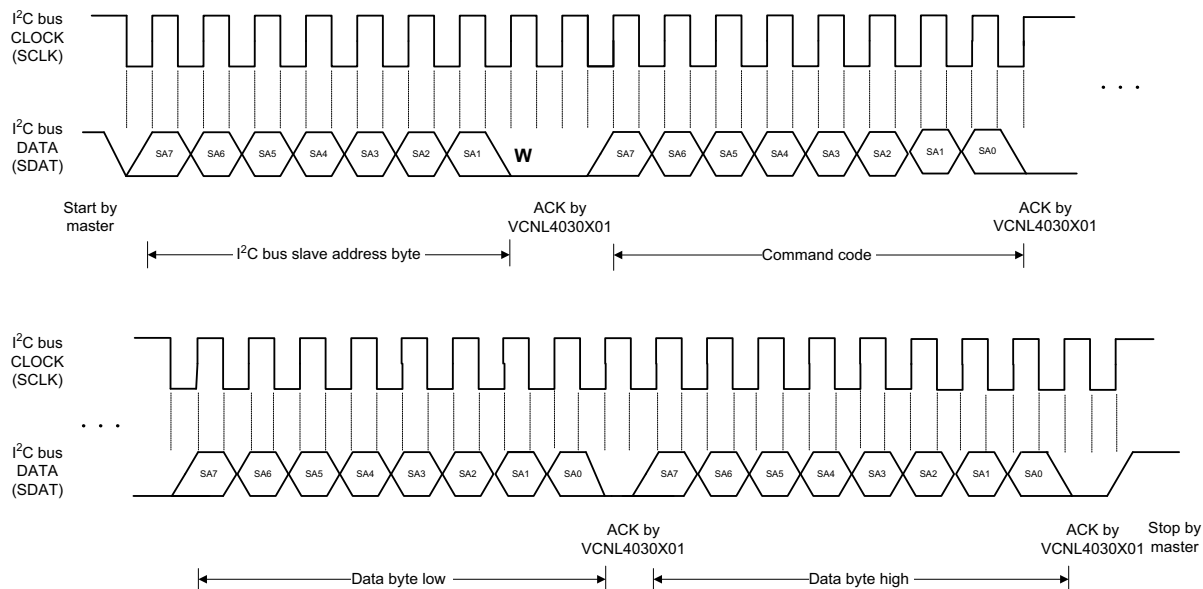 I²C bus
CLOCK
(SCLK)
. . .
I²C bus
DATA
(SDAT)
SA7 SA6 SA5 SA4 SA3 SA2 SA1 W SA7 SA6 SA5 SA4 SA3 SA2 SA1 SA0
Start by
master
ACK by
VCNL4030X01
ACK by
VCNL4030X01
I²C bus slave address byte
Command code
I²C bus
CLOCK
(SCLK)
. . .
I²C bus
DATA
(SDAT)
SA7 SA6 SA5 SA4 SA3 SA2 SA1 SA0 SA7 SA6 SA5 SA4 SA3 SA2 SA1 SA0
ACK by
VCNL4030X01
ACK by
VCNL4030X01
Stop by
master
Data byte low
Data byte high